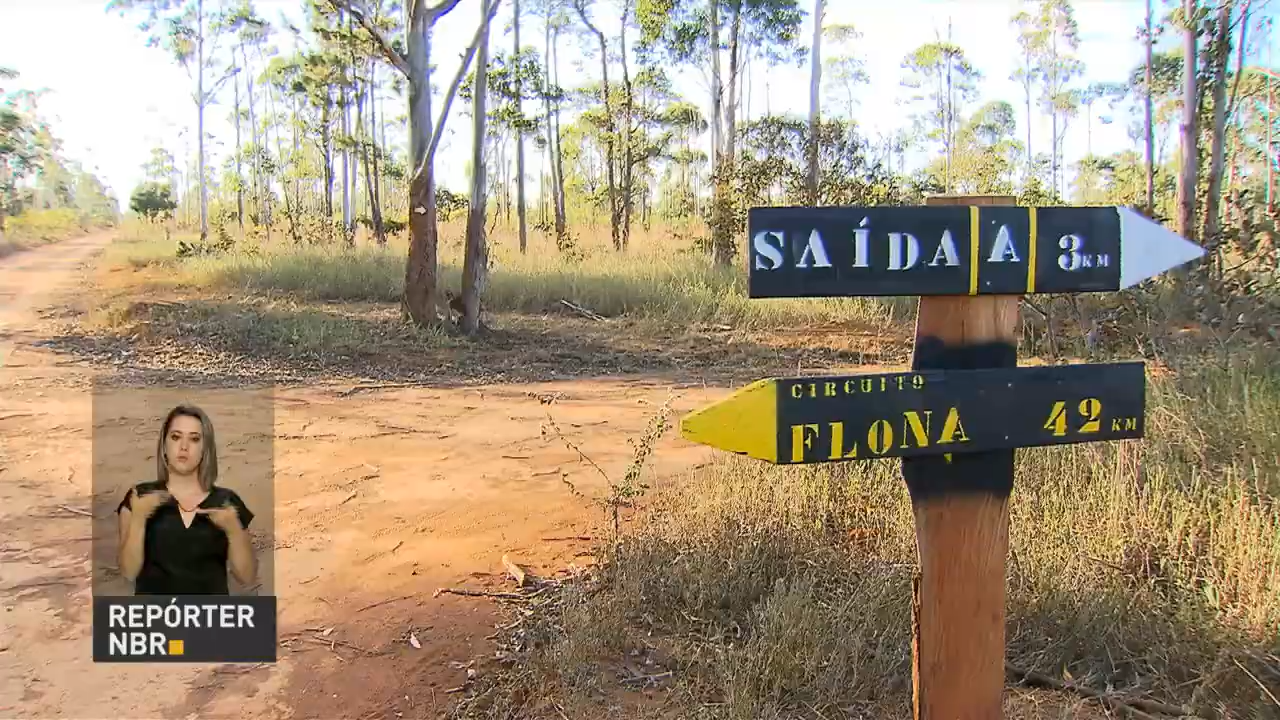 SAÍDA A 3KM
CIRCUITO
FLONA 42 KM
REPÓRTER
NBR